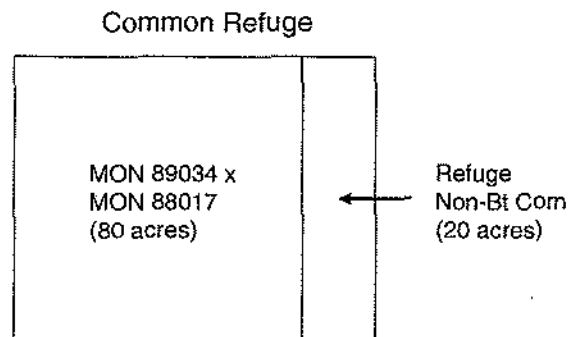 Common Refuge
MON 89034 x
MON 88017
(80 acres)
Refuge
Non-Bt Corn
(20 acres)